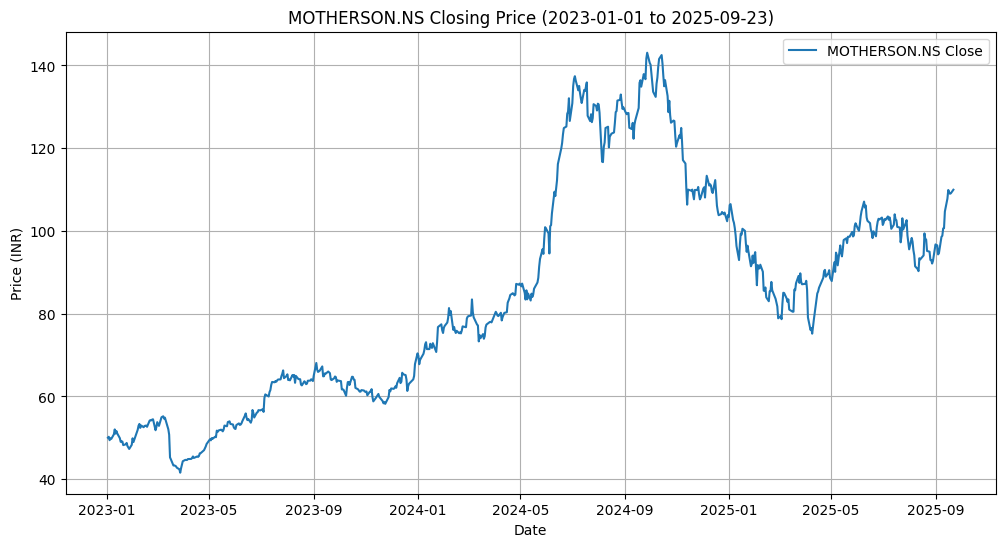 MOTHERSON.NS Closing Price (2023-01-01 to 2025-09-23)
MOTHERSON.NS Close
Price (INR)
140
120
100
80
60
40
2023-01 2023-05 2023-09 2024-01 2024-05 2024-09 2025-01 2025-05 2025-09
Date